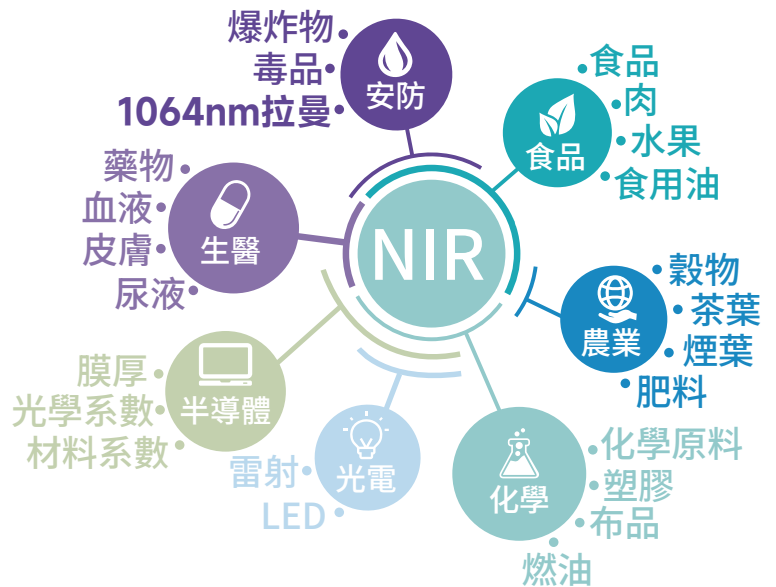 爆炸物
毒品
1064nm拉曼
安防
食品
肉
水果
食用油
食品
藥物
血液
皮膚
尿液
生醫
NIR
穀物
茶葉
煙葉
肥料
農業
膜厚
光學系數
材料系數
半導體
雷射
LED
光電
化學原料
塑膠
布品
燃油
化學